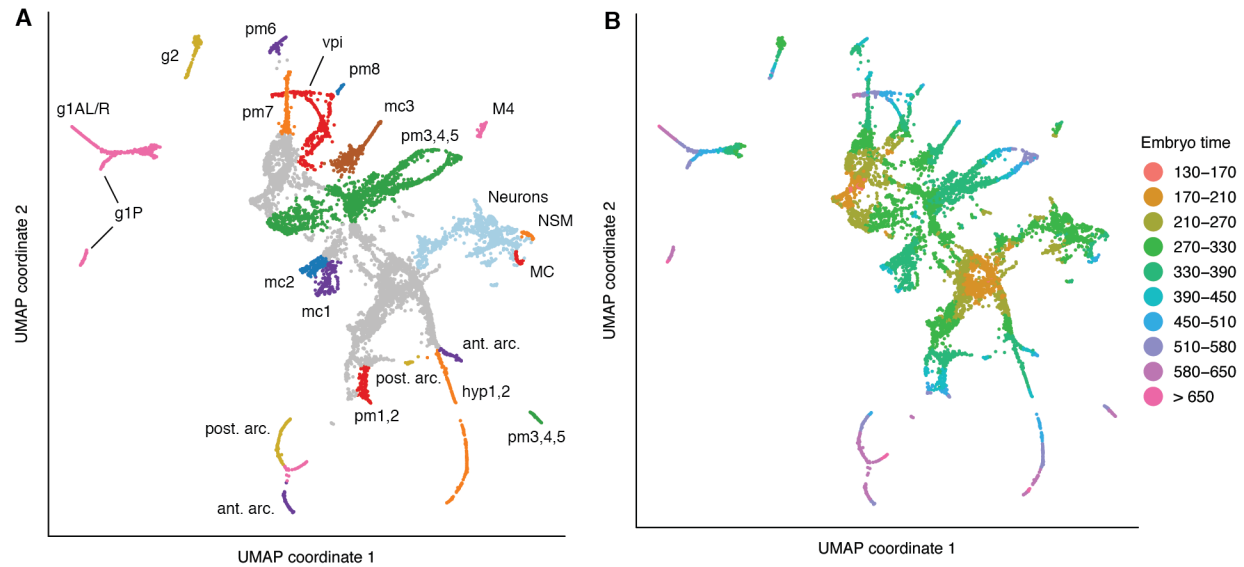 A
B
pm6
g2
vpi
pm8
g1AL/R
pm7
mc3
M4
pm3,4,5
g1P
Neurons
NSM
MC
mc2
mc1
ant. arc.
post. arc.
hyp1,2
pm1,2
post. arc.
pm3,4,5
ant. arc.
UMAP coordinate 2
UMAP coordinate 1
UMAP coordinate 2
UMAP coordinate 1
Embryo time
130–170
170–210
210–270
270–330
330–390
390–450
450–510
510–580
580–650
> 650